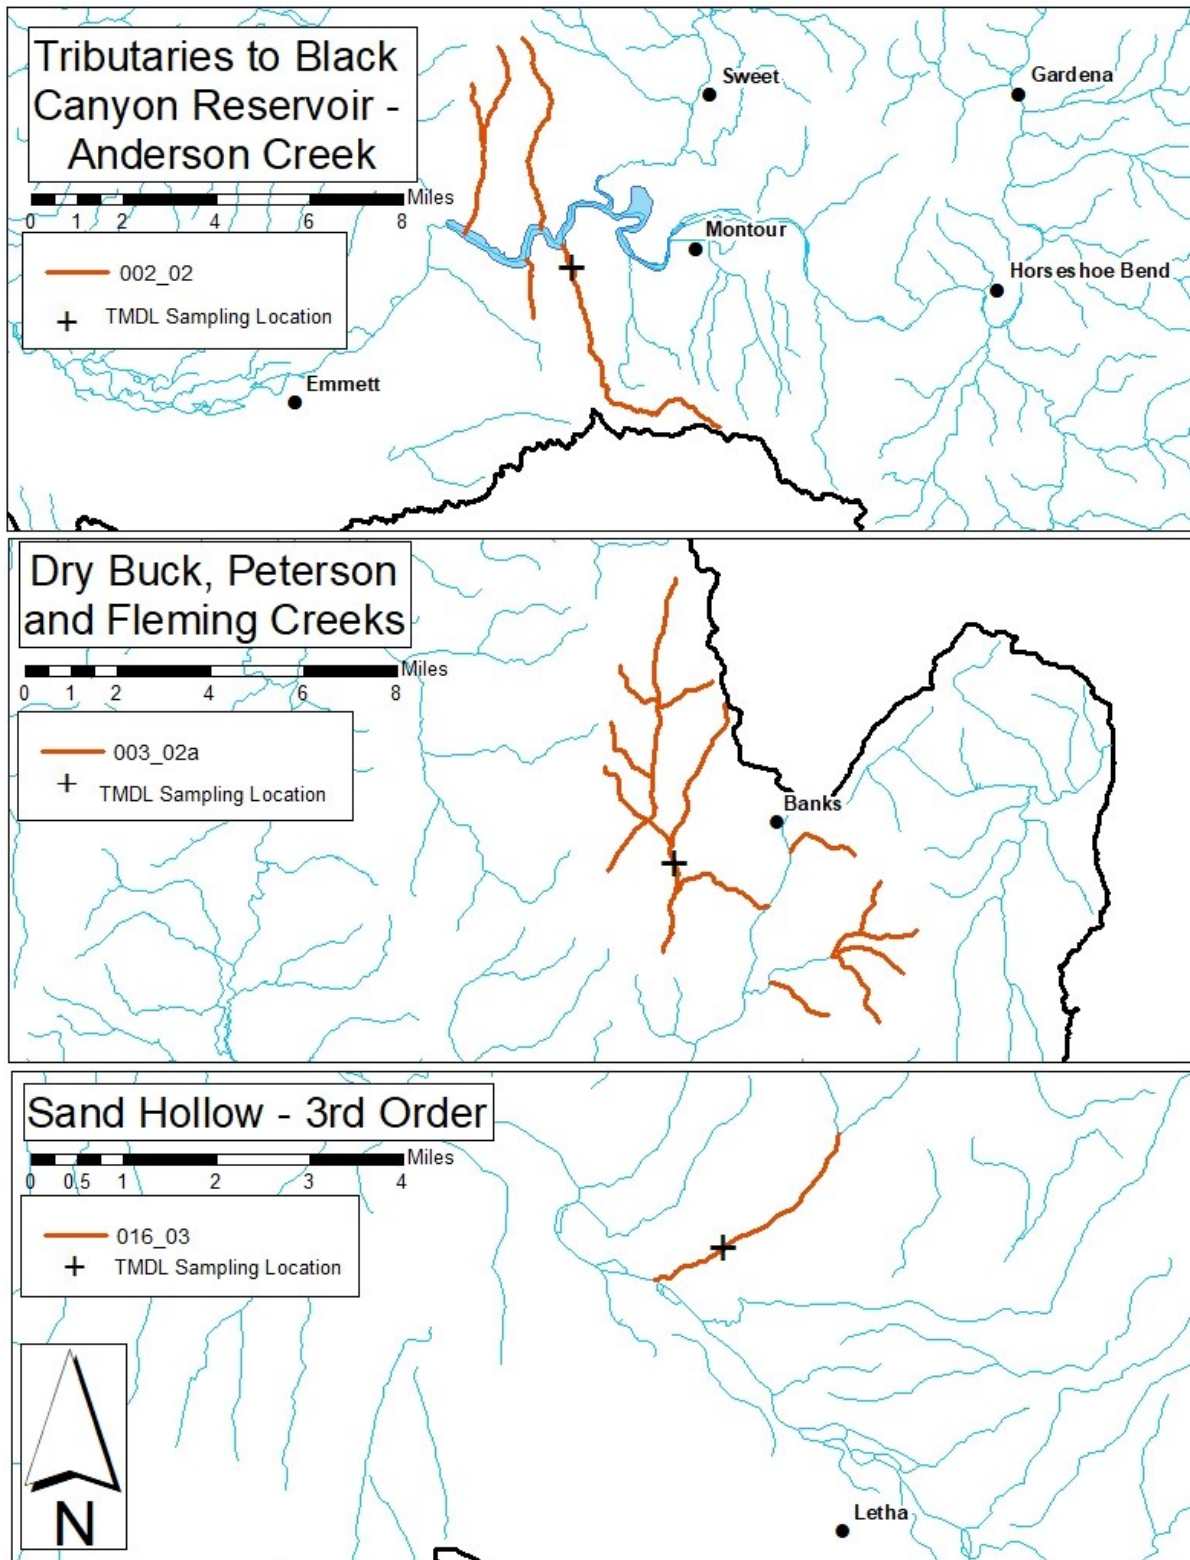 Tributaries to Black
Canyon Reservoir -
Anderson Creek
Miles
0 1 2 4 6 8
002_02
TMDL Sampling Location
Sweet
Gardena
Montour
Horseshoe Bend
Emmett
Dry Buck, Peterson
and Fleming Creeks
Miles
0 1 2 4 6 8
003_02a
TMDL Sampling Location
Banks
Sand Hollow - 3rd Order
Miles
0 0.5 1 2 3 4
016_03
TMDL Sampling Location
N
Letha